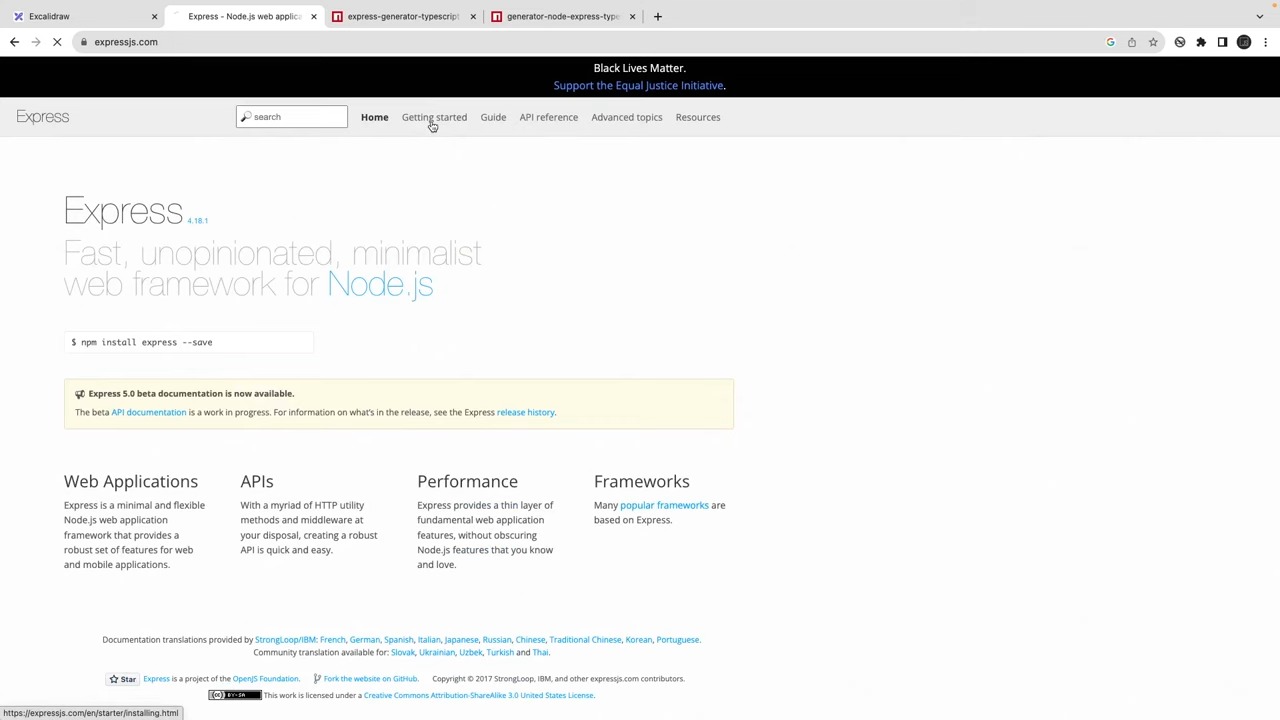 Excalidraw
Express - Node.js web applica
express-generator-typescript
generator-node-express-type
expressjs.com
Black Lives Matter.
Support the Equal Justice Initiative.
Express
search
Home
Getting started
Guide
API reference
Advanced topics
Resources
Express 4.18.1
Fast, unopinionated, minimalist
web framework for Node.js
$ npm install express --save
Express 5.0 beta documentation is now available.
The beta API documentation is a work in progress. For information on what's in the release, see the Express release history.
Web Applications
Express is a minimal and flexible
Node.js web application
framework that provides a
robust set of features for web
and mobile applications.
APIs
With a myriad of HTTP utility
methods and middleware at
your disposal, creating a robust
API is quick and easy.
Performance
Express provides a thin layer of
fundamental web application
features, without obscuring
Node.js features that you know
and love.
Frameworks
Many popular frameworks are
based on Express.
Documentation translations provided by StrongLoop/IBM: French, German, Spanish, Italian, Japanese, Russian, Chinese, Traditional Chinese, Korean, Portuguese.
Community translation available for: Slovak, Ukrainian, Uzbek, Turkish and Thai.
Star
Express is a project of the OpenJS Foundation.
Fork the website on GitHub.
Copyright © 2017 StrongLoop, IBM, and other expressjs.com contributors.
(cc) BY-SA
This work is licensed under a Creative Commons Attribution-ShareAlike 3.0 United States License.
https://expressjs.com/en/starter/installing.html